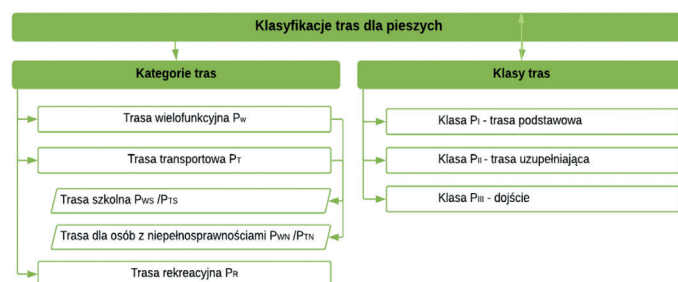 Klasyfikacje tras dla pieszych
Kategorie tras
Trasa wielofunkcyjna Pw
Trasa transportowa PT
Trasa szkolna PWS /PTS
Trasa dla osób z niepełnosprawnościami PWN /PTN
Trasa rekreacyjna PR
Klasy tras
Klasa PI - trasa podstawowa
Klasa PII - trasa uzupełniająca
Klasa PIII - dojście